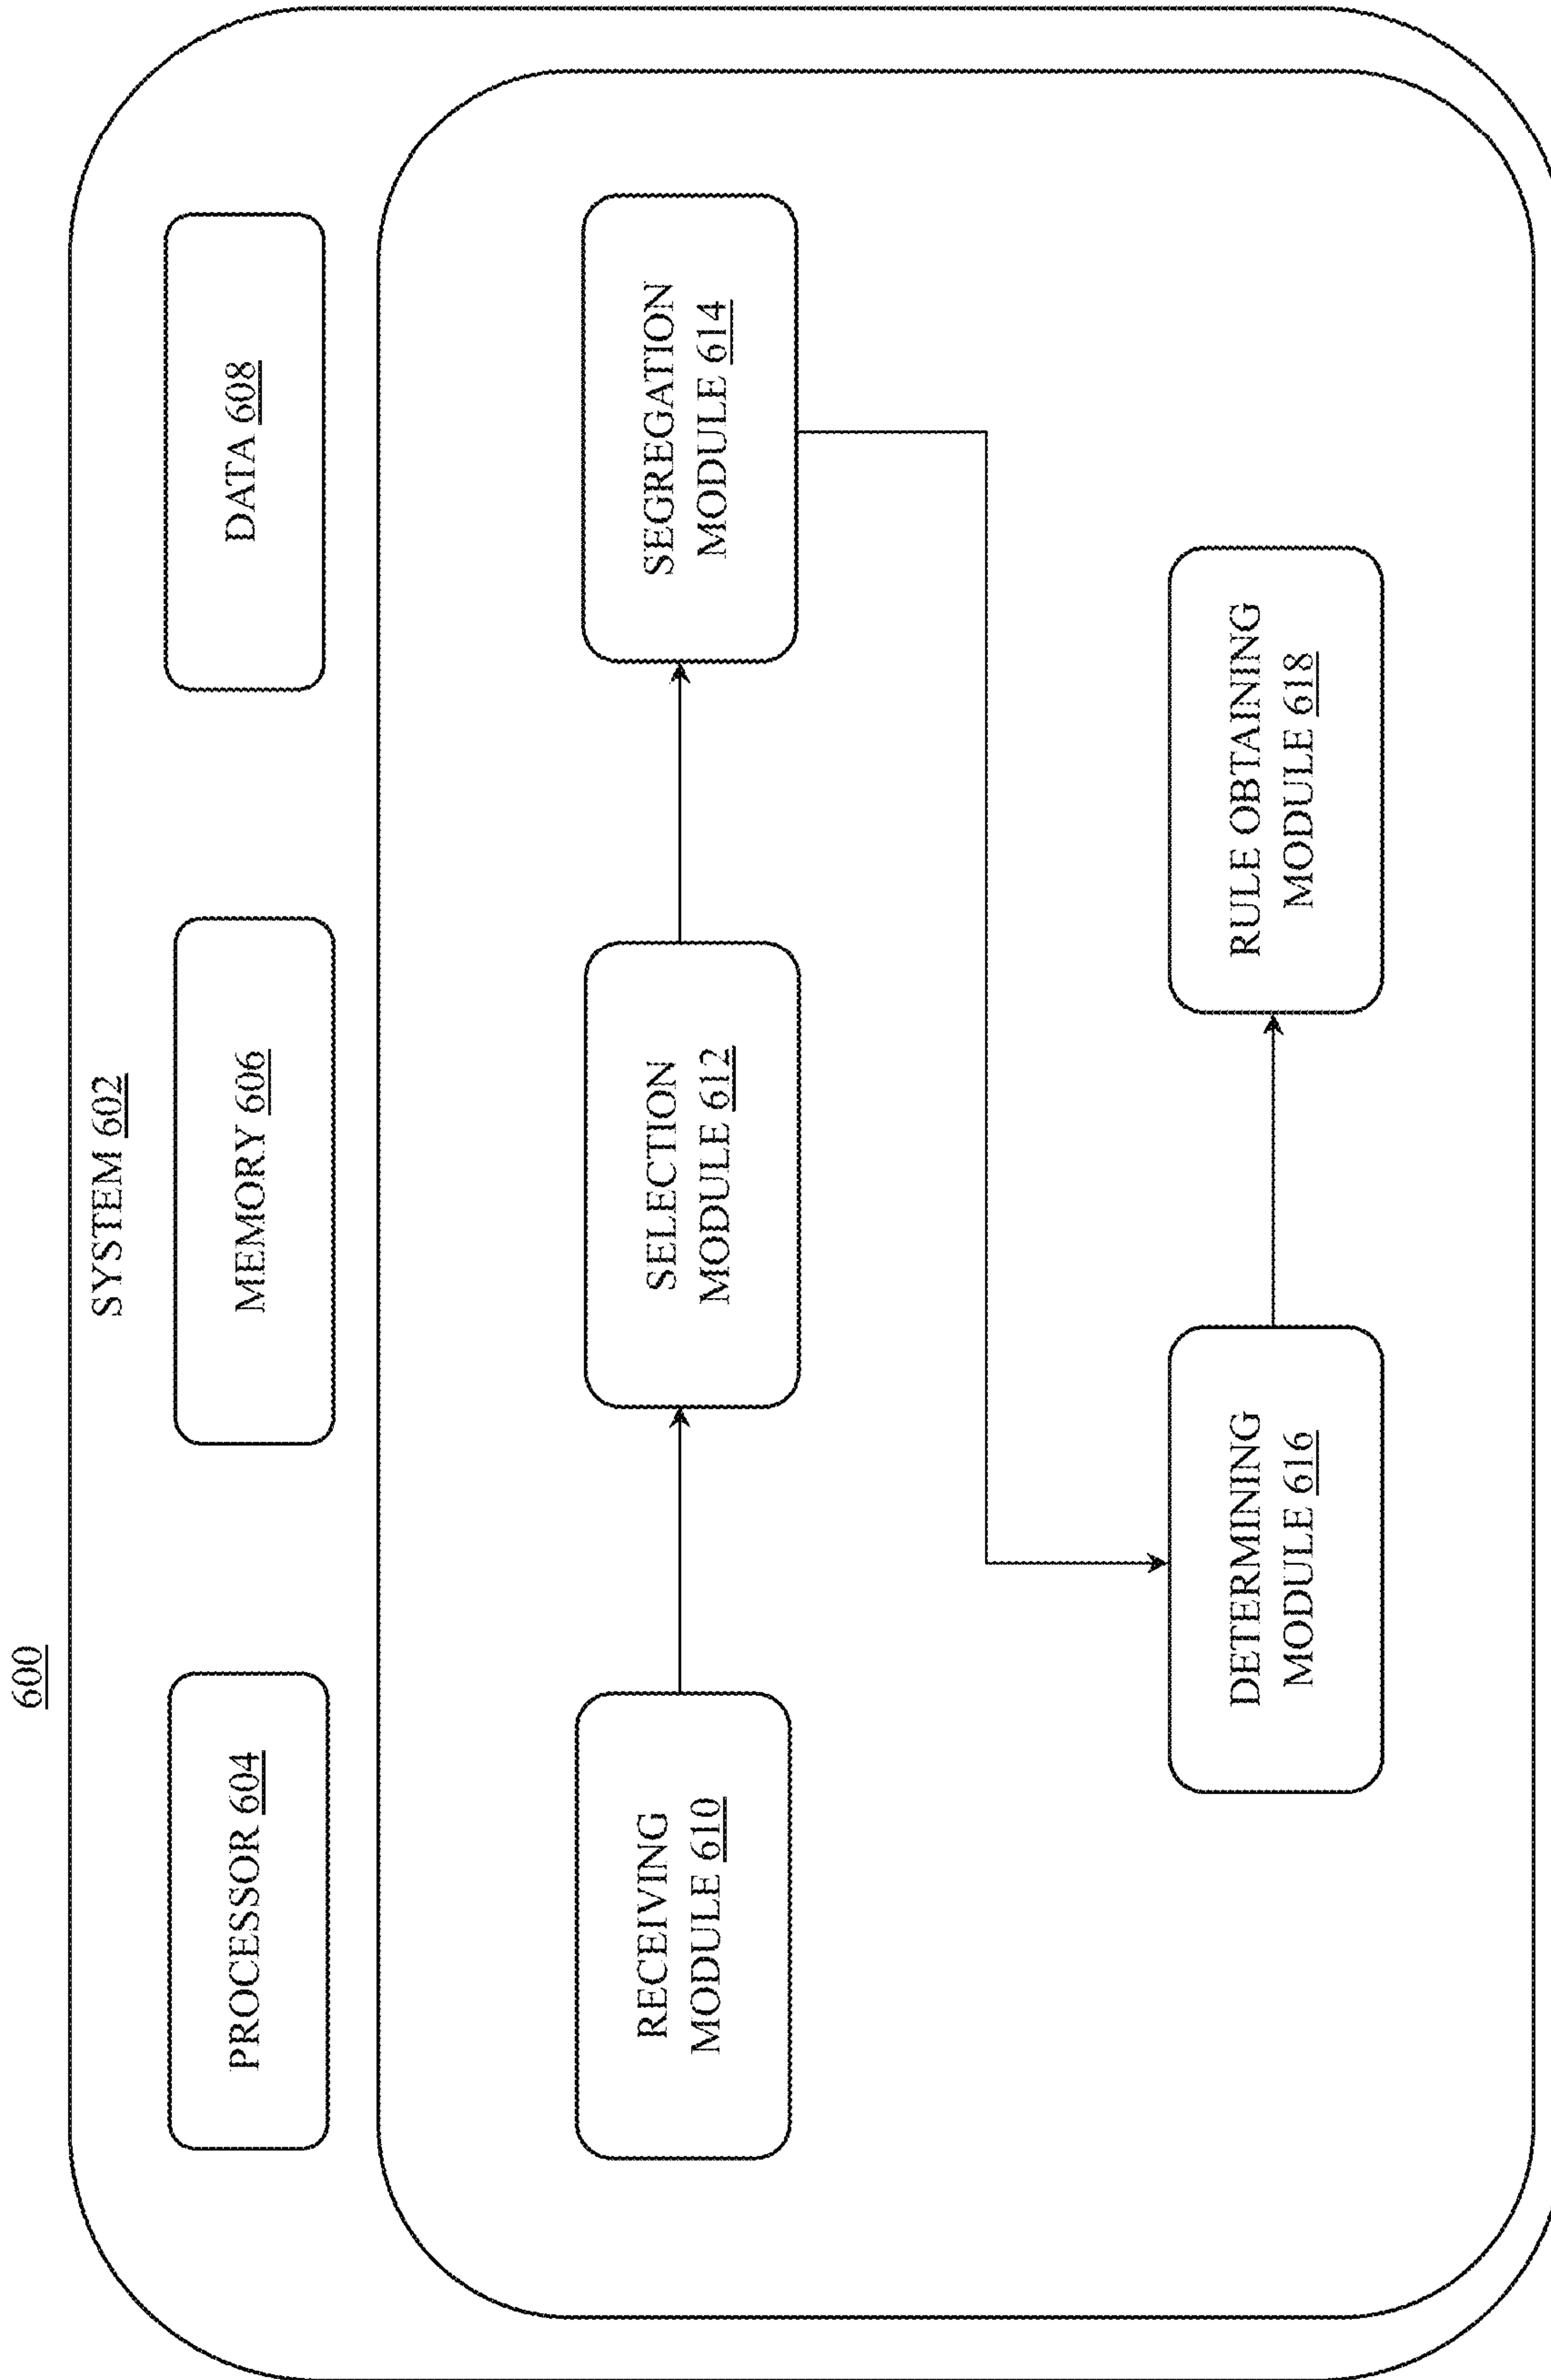 600
SYSTEM 602
PROCESSOR 604
MEMORY 606
DATA 608
RECEIVING
MODULE 610
SELECTION
MODULE 612
SEGREGATION
MODULE 614
DETERMINING
MODULE 616
RULE OBTAINING
MODULE 618